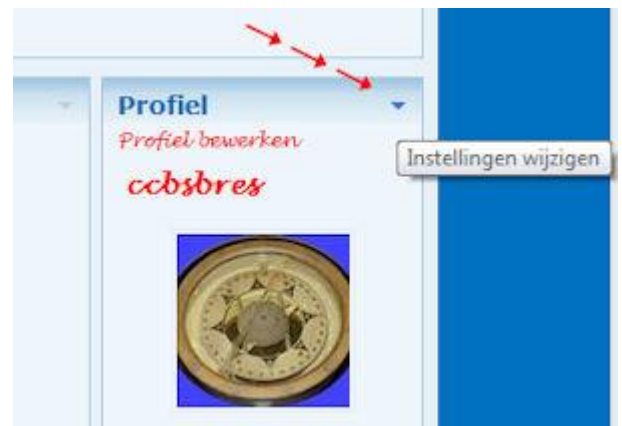 Profiel
Profiel bewerken
Instellingen wijzigen
ccbsbres